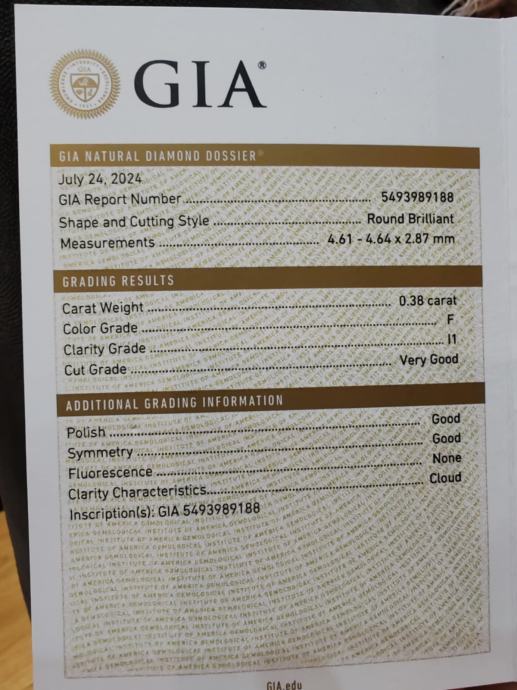 GIA®
GIA NATURAL DIAMOND DOSSIER®
July 24, 2024
GIA Report Number 5493989188
Shape and Cutting Style Round Brilliant
Measurements 4.61 - 4.64 x 2.87 mm
GRADING RESULTS
Carat Weight 0.38 carat
Color Grade F
Clarity Grade I1
Cut Grade Very Good
ADDITIONAL GRADING INFORMATION
Polish Good
Symmetry Good
Fluorescence None
Clarity Characteristics Cloud
Inscription(s): GIA 5493989188
GIA.edu